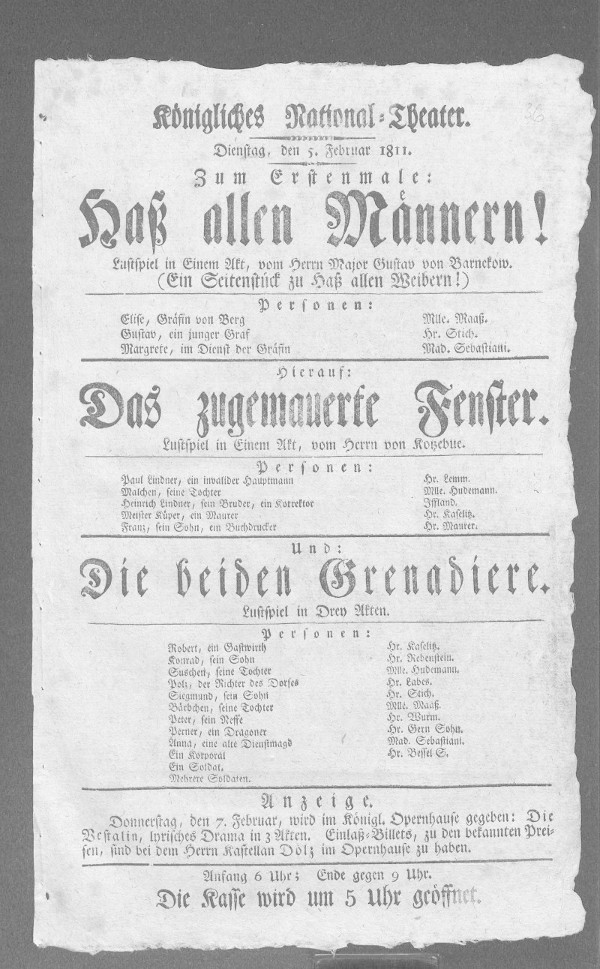 Königliches National-Theater.
Dienstag, den 5. Februar 1811.
Zum Erstenmale:
Haß allen Männern!
Lustspiel in Einem Akt, vom Herrn Major Gustav von Barnekow.
(Ein Seitenstück zu Haß allen Weibern!)
Personen:
Elise, Gräfin von Berg Mlle. Maaß.
Gustav, ein junger Graf Hr. Stich.
Margrete, im Dienst der Gräfin Mad. Sebastiani.
Hierauf:
Das zugemauerte Fenster.
Lustspiel in Einem Akt, vom Herrn von Kotzebue.
Personen:
Paul Lindner, ein invalider Hauptmann Hr. Lemm.
Malchen, seine Tochter Mlle. Hudemann.
Heinrich Lindner, sein Bruder, ein Korrektor Iffland.
Meister Küper, ein Maurer Hr. Kaselitz.
Franz, sein Sohn, ein Buchdrucker Hr. Maurer.
Und:
Die beiden Grenadiere.
Lustspiel in Drey Akten.
Personen:
Robert, ein Gastwirth Hr. Kaselitz.
Konrad, sein Sohn Hr. Rebenstein.
Suschen, seine Tochter Mlle. Hudemann.
Polz, der Richter des Dorfes Hr. Labes.
Siegmund, sein Sohn Hr. Stich.
Bärbchen, seine Tochter Mlle. Maaß.
Peter, sein Neffe Hr. Wurm.
Perner, ein Dragoner Hr. Gern Sohn.
Anna, eine alte Dienstmagd Mad. Sebastiani.
Ein Korporal Hr. Bessel S.
Ein Soldat.
Mehrere Soldaten.
Anzeige.
Donnerstag, den 7. Februar, wird im Königl. Opernhause gegeben: Die
Vestalin, lyrisches Drama in 3 Akten. Einlaß-Billets, zu den bekannten Prei-
sen, sind bei dem Herrn Kastellan Dölz im Opernhause zu haben.
Anfang 6 Uhr; Ende gegen 9 Uhr.
Die Kasse wird um 5 Uhr geöffnet.